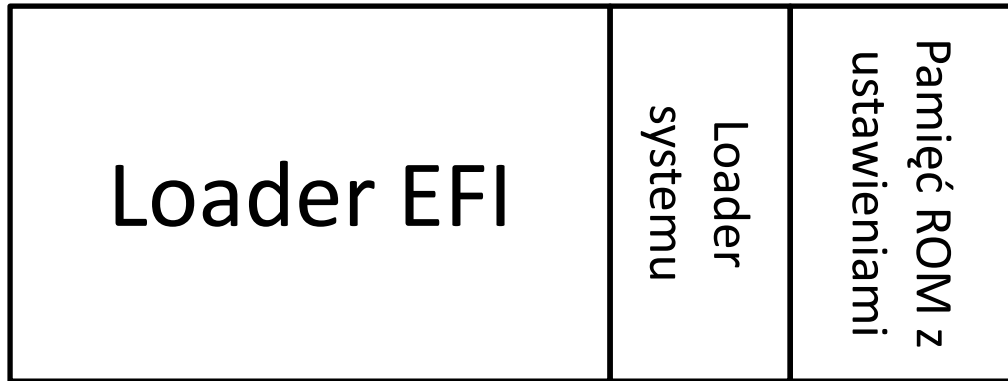 Loader EFI
Loader
systemu
Pamięć ROM z
ustawieniami